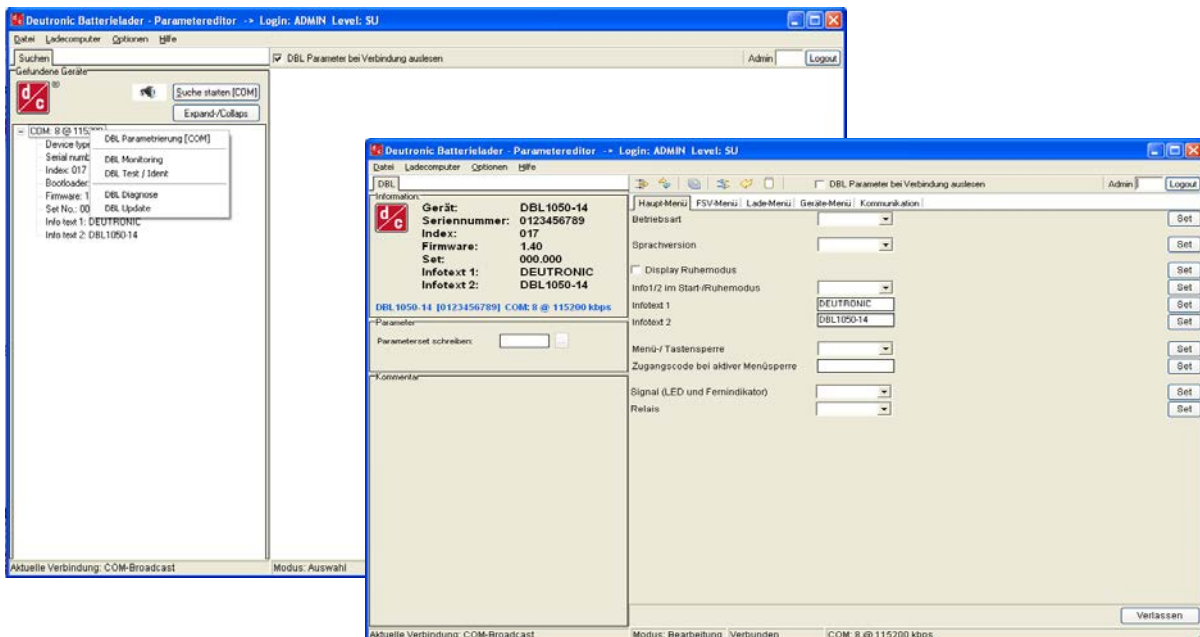 Deutronic Batterielader - Parametereditor -> Login: ADMIN Level: SU
Datei Ladecomputer Optionen Hilfe
Suchen
DBL Parameter bei Verbindung auslesen
Admin
Logout
Gefundene Geräte
d/c ®
Suche starten [COM]
Expand-/Collaps
COM: 8 @ 115200
Device type
Serial numb
Index: 017
Bootloader:
Firmware: 1
Set No.: 00
Info text 1: DEUTRONIC
Info text 2: DBL1050-14
DBL Parametrierung [COM]
DBL Monitoring
DBL Test / Ident
DBL Diagnose
DBL Update
Aktuelle Verbindung: COM-Broadcast
Modus: Auswahl
Deutronic Batterielader - Parametereditor -> Login: ADMIN Level: SU
Datei Ladecomputer Optionen Hilfe
DBL
DBL Parameter bei Verbindung auslesen
Admin
Logout
Information
d/c
Gerät: DBL1050-14
Seriennummer: 0123456789
Index: 017
Firmware: 1.40
Set: 000.000
Infotext 1: DEUTRONIC
Infotext 2: DBL1050-14
DBL1050-14 [0123456789] COM: 8 @ 115200 kbps
Parameter
Parameterset schreiben:
...
Kommentar
Haupt-Menü FSV-Menü Lade-Menü Geräte-Menü Kommunikation
Betriebsart Set
Sprachversion Set
Display Ruhemodus Set
Info1/2 im Start-/Ruhemodus Set
Infotext 1 DEUTRONIC Set
Infotext 2 DBL1050-14 Set
Menü-/ Tastensperre Set
Zugangscode bei aktiver Menüsperre Set
Signal (LED und Fernindikator) Set
Relais Set
Verlassen
Aktuelle Verbindung: COM-Broadcast
Modus: Bearbeitung
Verbunden
COM: 8 @ 115200 kbps